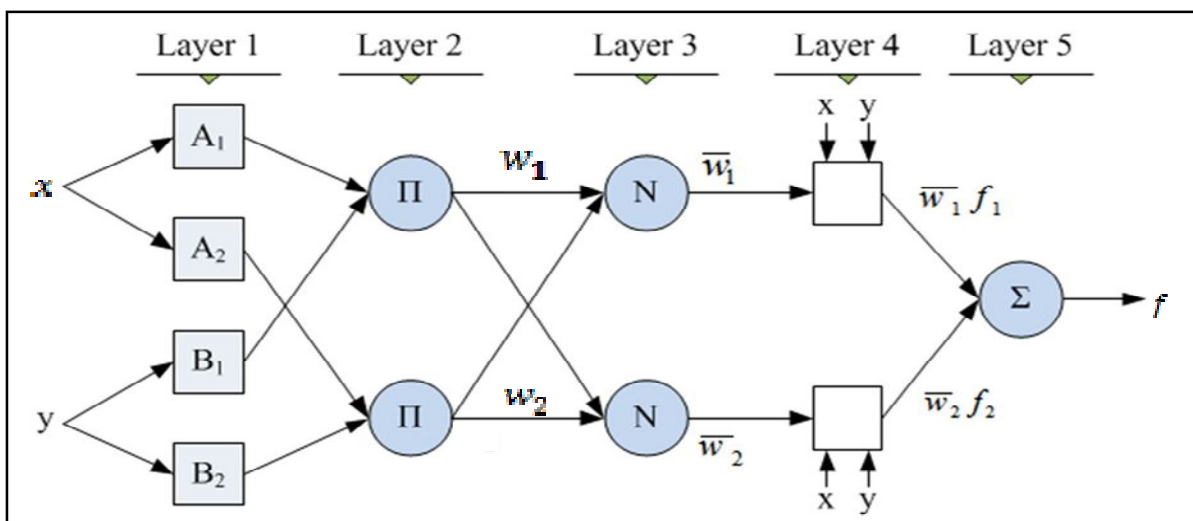 Layer 1 Layer 2 Layer 3 Layer 4 Layer 5
x y
A₁
w₁ w̅₁
x Π N w̅₁ f₁
A₂
Σ f
B₁
y w₂ w̅₂ f₂
Π N
B₂ w̅₂
x y